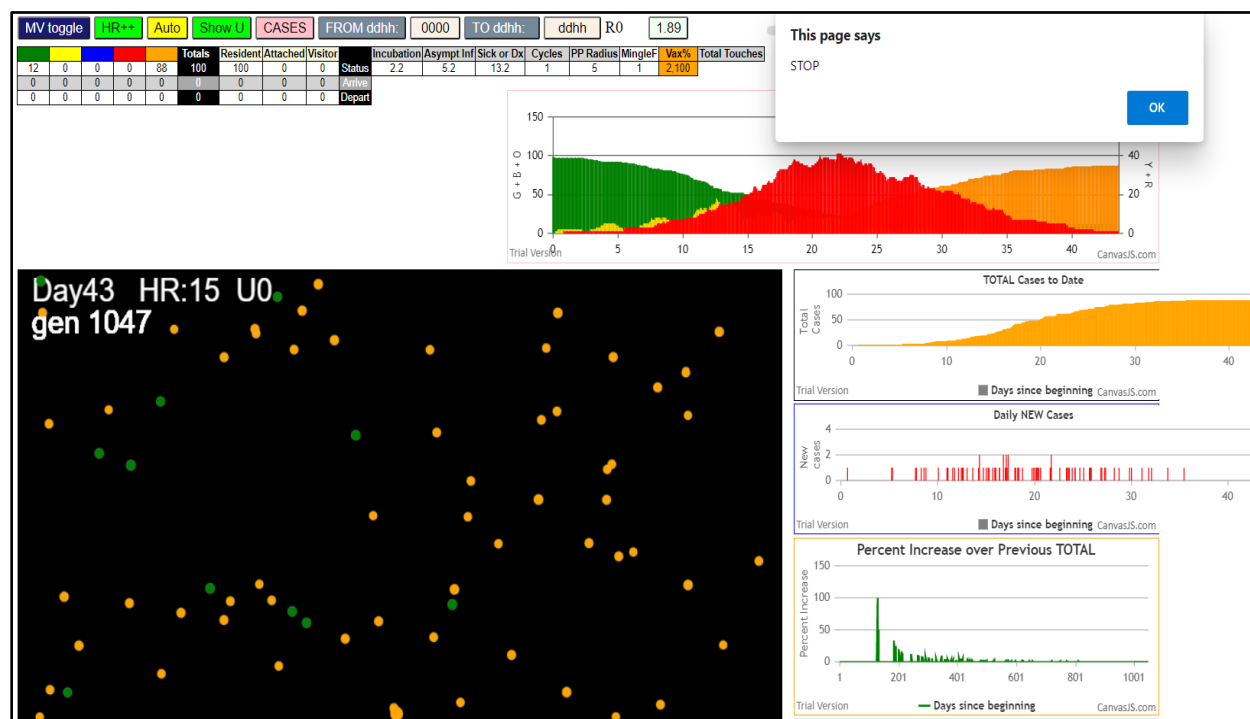 MV toggle HR++ Auto Show U CASES FROM ddhh: 0000 TO ddhh: ddhh R0 1.89
This page says
STOP
OK
Totals Resident Attached Visitor Incubation Asympt Inf Sick or Dx Cycles PP Radius MingleF Vax% Total Touches
12 0 0 0 88 100 100 0 0 Status 2.2 5.2 13.2 1 5 1 2,100
0 0 0 0 0 0 0 0 0 Arrive
0 0 0 0 0 0 0 0 0 Depart
G + B + O
150
100
50
0
Y + R
40
20
0
0 5 10 15 20 25 30 35 40
Trial Version CanvasJS.com
Day43 HR:15 U0
gen 1047
TOTAL Cases to Date
Total
Cases
100
50
0
0 10 20 30 40
Trial Version Days since beginning CanvasJS.com
Daily NEW Cases
New
cases
4
2
0
0 10 20 30 40
Trial Version Days since beginning CanvasJS.com
Percent Increase over Previous TOTAL
Percent Increase
150
100
50
0
1 201 401 601 801 1001
Trial Version Days since beginning CanvasJS.com